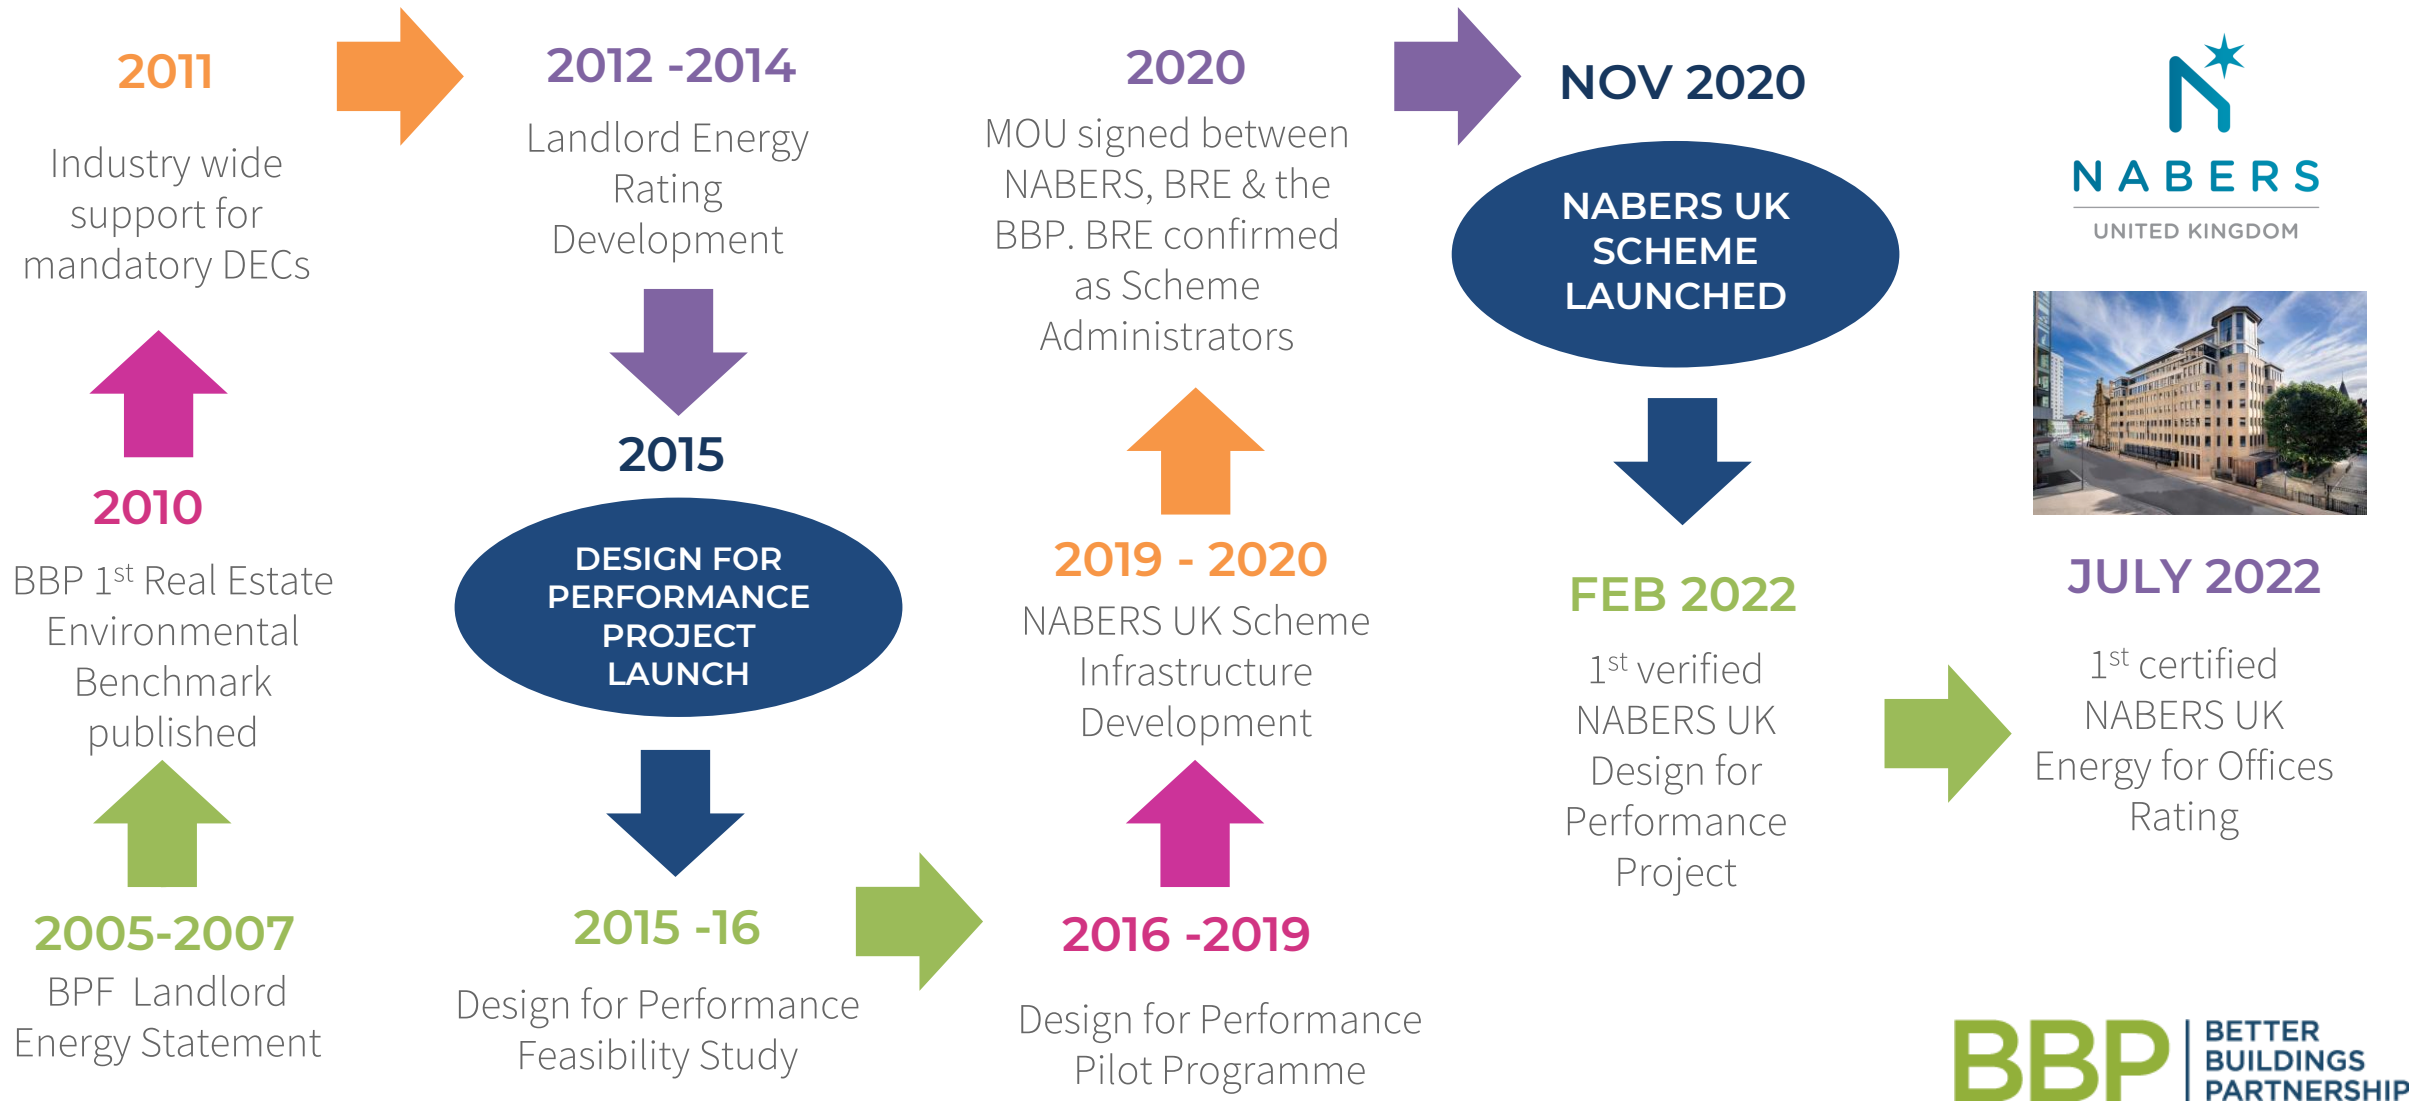 2005-2007
BPF  Landlord
Energy Statement
2010
BBP 1st Real Estate
Environmental
Benchmark
published
2011
Industry wide
support for
mandatory DECs
2012 -2014
Landlord Energy
Rating
Development
2015
DESIGN FOR
PERFORMANCE
PROJECT
LAUNCH
2015 -16
Design for Performance
Feasibility Study
2016 -2019
Design for Performance
Pilot Programme
2019 - 2020
NABERS UK Scheme
Infrastructure
Development
2020
MOU signed between
NABERS, BRE & the
BBP. BRE confirmed
as Scheme
Administrators
NOV 2020
NABERS UK
SCHEME
LAUNCHED
FEB 2022
1st verified
NABERS UK
Design for
Performance
Project
JULY 2022
1st certified
NABERS UK
Energy for Offices
Rating
NABERS
UNITED KINGDOM
BBP
BETTER
BUILDINGS
PARTNERSHIP